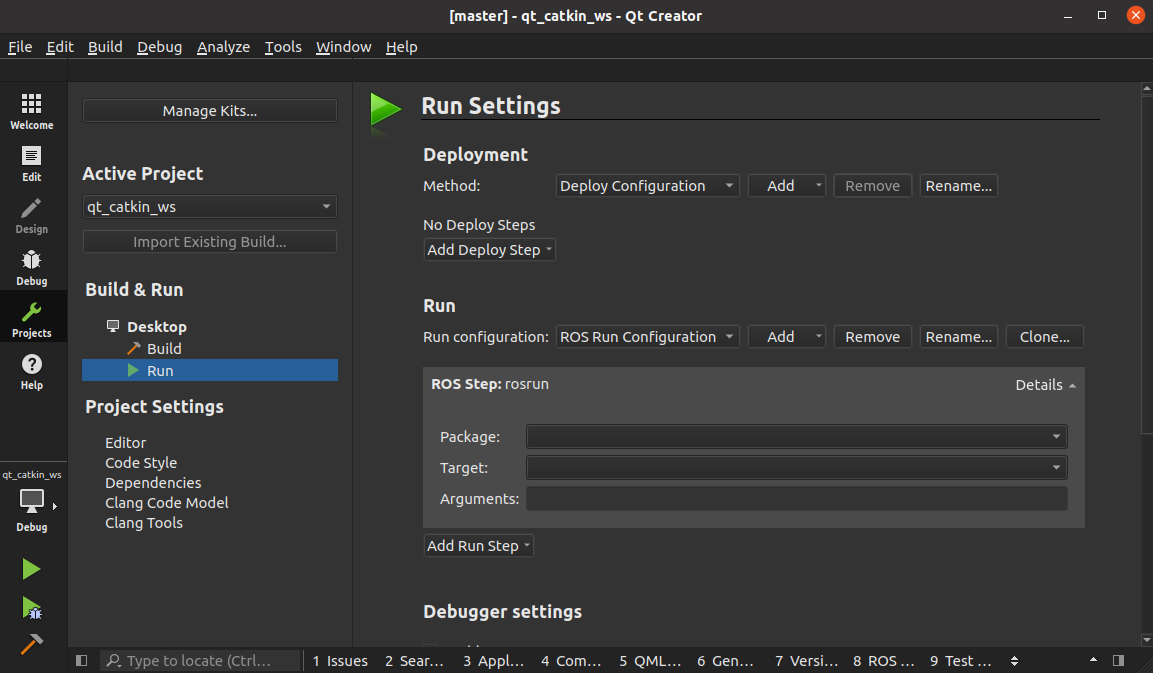 [master] - qt_catkin_ws - Qt Creator
File Edit Build Debug Analyze Tools Window Help
Welcome
Edit
Design
Debug
Projects
Help
qt_catkin_ws
Debug
Manage Kits...
Active Project
qt_catkin_ws
Import Existing Build...
Build & Run
Desktop
Build
Run
Project Settings
Editor
Code Style
Dependencies
Clang Code Model
Clang Tools
Run Settings
Deployment
Method: Deploy Configuration Add Remove Rename...
No Deploy Steps
Add Deploy Step
Run
Run configuration: ROS Run Configuration Add Remove Rename... Clone...
ROS Step: rosrun Details
Package:
Target:
Arguments:
Add Run Step
Debugger settings
Type to locate (Ctrl... 1 Issues 2 Sear... 3 Appl... 4 Com... 5 QML... 6 Gen... 7 Versi... 8 ROS ... 9 Test ...